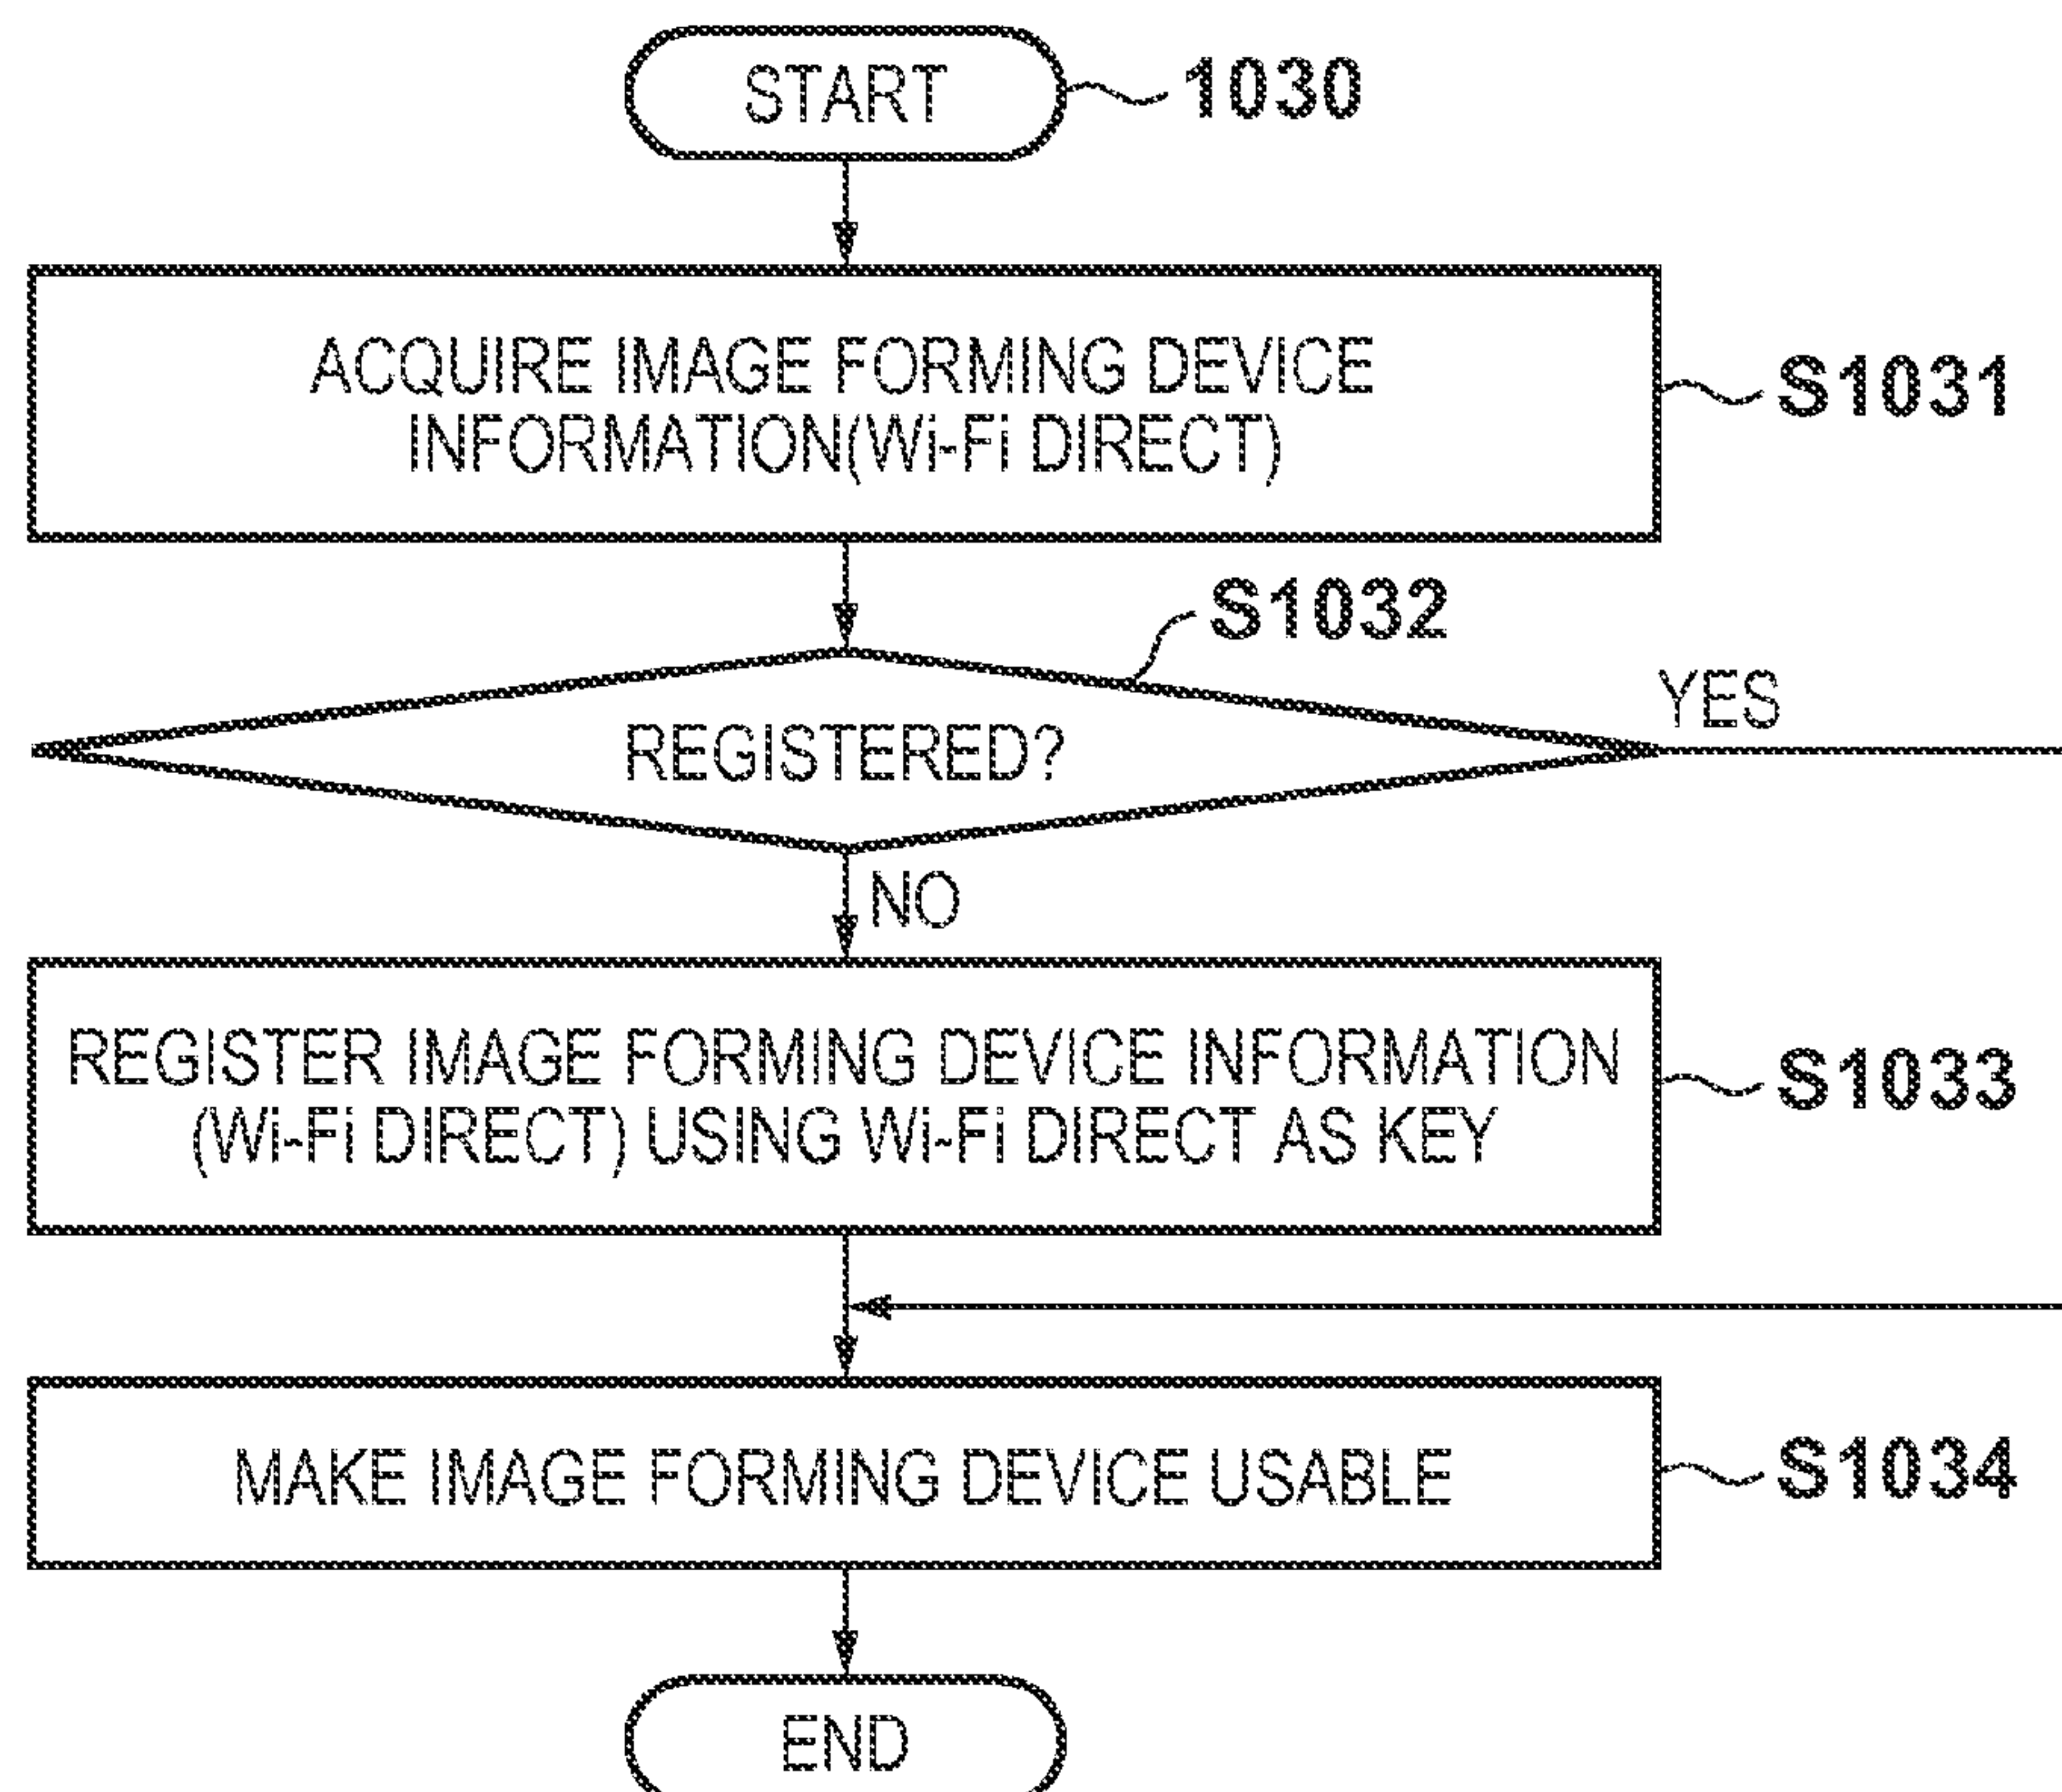 START
1030
ACQUIRE IMAGE FORMING DEVICE
INFORMATION(Wi-Fi DIRECT)
S1031
S1032
REGISTERED?
YES
NO
REGISTER IMAGE FORMING DEVICE INFORMATION
(Wi-Fi DIRECT) USING Wi-Fi DIRECT AS KEY
S1033
MAKE IMAGE FORMING DEVICE USABLE
S1034
END